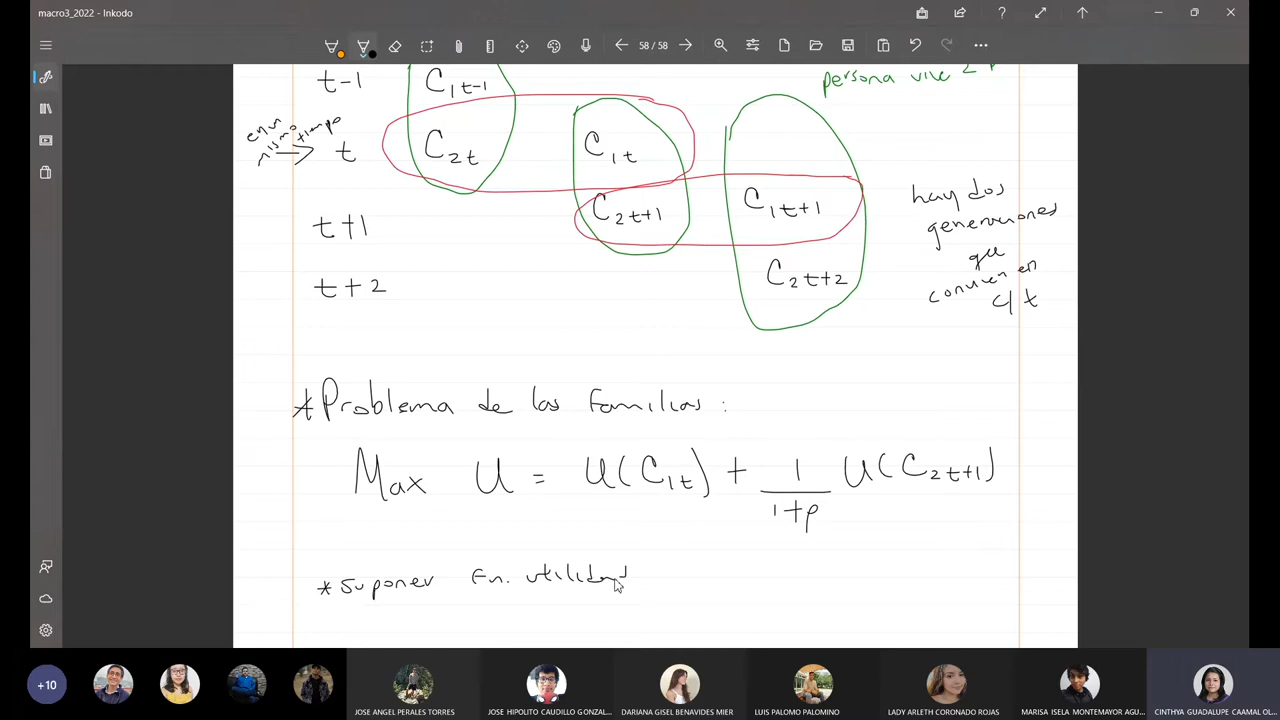 macro3_2022 - Inkodo
58 / 58
persona vive 2
t-1 C1t-1
en un
mismo
tiempo
t C2t C1t
t+1 C2t+1 C1t+1
t+2 C2t+2
hay dos
generaciones
que
conviven en
c/ t
*Problema de las familias:
Max U = U(C1t) + 1/1+ρ U(C2t+1)
*Suponer Fn. utilidad
+10
JOSE ANGEL PERALES TORRES
JOSE HIPOLITO CAUDILLO GONZAL...
DARIANA GISEL BENAVIDES MIER
LUIS PALOMO PALOMINO
LADY ARLETH CORONADO ROJAS
MARISA ISELA MONTEMAYOR AGU...
CINTHYA GUADALUPE CAAMAL OL...